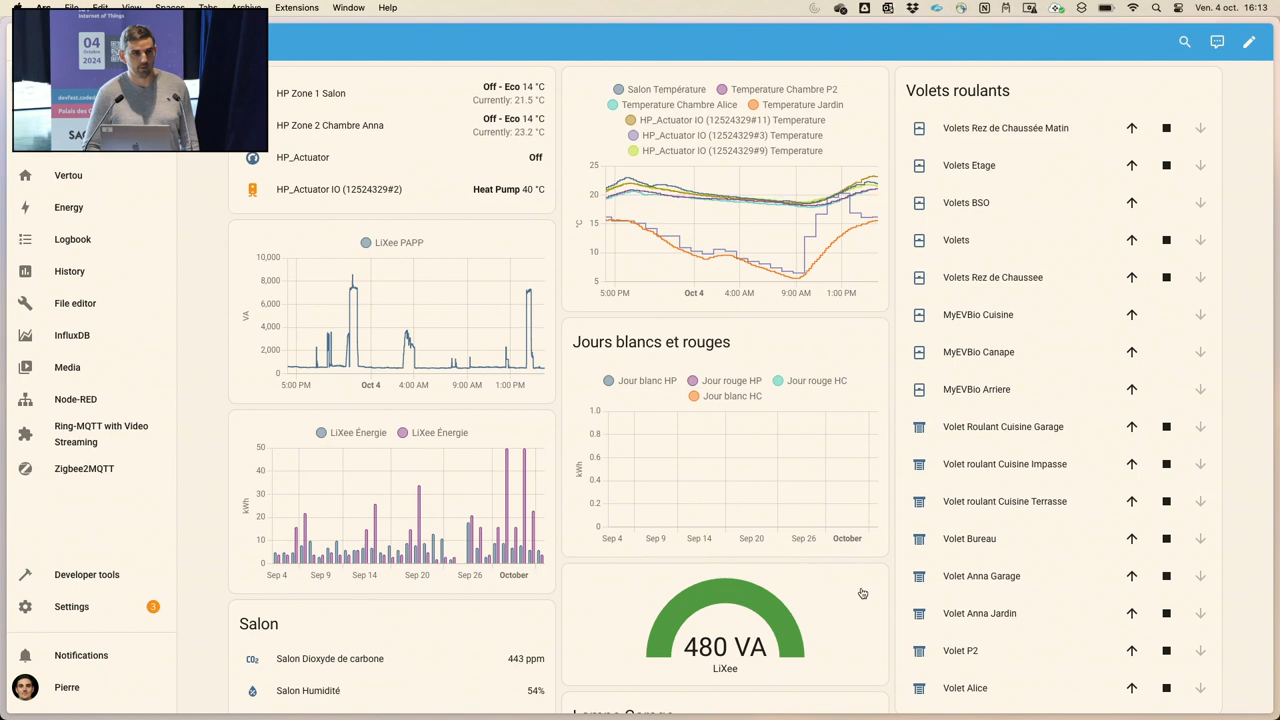 Arc File Edit View Spaces Tabs Archive Extensions Window Help
Ven. 4 oct. 16:13
Internet of Things
04
Octobre
2024
devfest.code
Palais des C
Vertou
Energy
Logbook
History
File editor
InfluxDB
Media
Node-RED
Ring-MQTT with Video
Streaming
Zigbee2MQTT
Developer tools
Settings
3
Notifications
Pierre
HP Zone 1 Salon
Off - Eco 14 °C
Currently: 21.5 °C
HP Zone 2 Chambre Anna
Off - Eco 14 °C
Currently: 23.2 °C
HP_Actuator
Off
HP_Actuator IO (12524329#2)
Heat Pump 40 °C
LiXee PAPP
10,000
8,000
6,000
4,000
2,000
VA
5:00 PM Oct 4 4:00 AM 9:00 AM 1:00 PM
LiXee Énergie LiXee Énergie
50
40
30
20
10
0
kWh
Sep 4 Sep 9 Sep 14 Sep 20 Sep 26 October
Salon
CO₂
Salon Dioxyde de carbone
443 ppm
Salon Humidité
54%
Salon Température Temperature Chambre P2
Temperature Chambre Alice Temperature Jardin
HP_Actuator IO (12524329#11) Temperature
HP_Actuator IO (12524329#3) Temperature
HP_Actuator IO (12524329#9) Temperature
25
20
15
10
5
°C
5:00 PM Oct 4 4:00 AM 9:00 AM 1:00 PM
Jours blancs et rouges
Jour blanc HP Jour rouge HP Jour rouge HC
Jour blanc HC
1.0
0.8
0.6
0.4
0.2
0
kWh
Sep 4 Sep 9 Sep 14 Sep 20 Sep 26 October
480 VA
LiXee
Volets roulants
Volets Rez de Chaussée Matin
Volets Etage
Volets BSO
Volets
Volets Rez de Chaussee
MyEVBio Cuisine
MyEVBio Canape
MyEVBio Arriere
Volet Roulant Cuisine Garage
Volet roulant Cuisine Impasse
Volet roulant Cuisine Terrasse
Volet Bureau
Volet Anna Garage
Volet Anna Jardin
Volet P2
Volet Alice